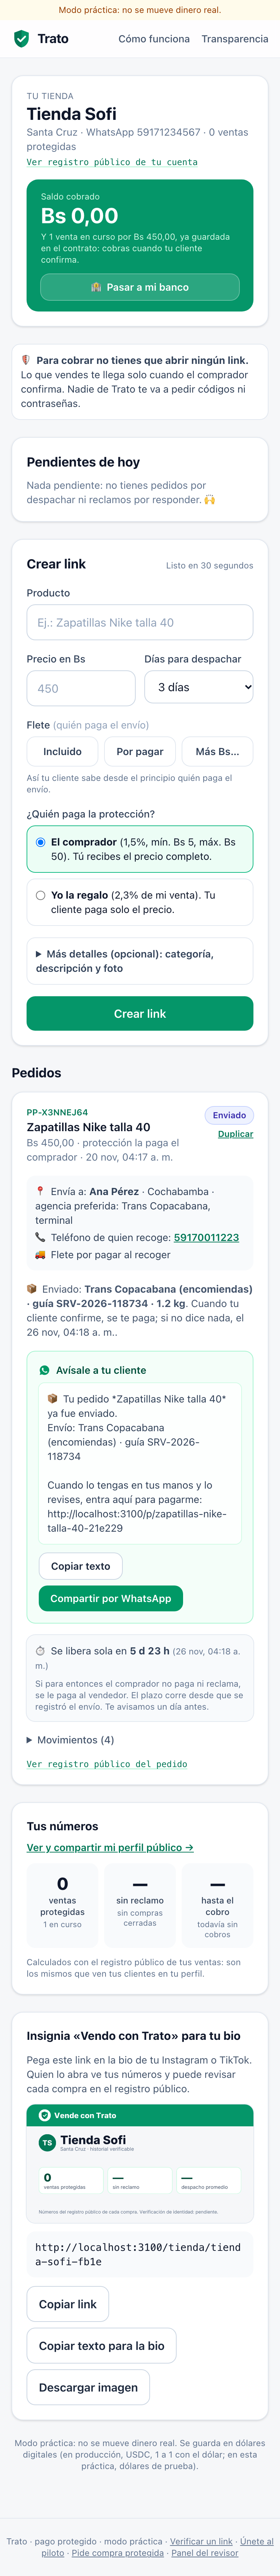 Modo práctica: no se mueve dinero real.
Trato
Cómo funciona Transparencia
TU TIENDA
Tienda Sofi
Santa Cruz · WhatsApp 59171234567 · 0 ventas
protegidas
Ver registro público de tu cuenta
Saldo cobrado
Bs 0,00
Y 1 venta en curso por Bs 450,00, ya guardada
en el contrato: cobras cuando tu cliente
confirma.
Pasar a mi banco
Para cobrar no tienes que abrir ningún link.
Lo que vendes te llega solo cuando el comprador
confirma. Nadie de Trato te va a pedir códigos ni
contraseñas.
Pendientes de hoy
Nada pendiente: no tienes pedidos por
despachar ni reclamos por responder. 🙌
Crear link
Listo en 30 segundos
Producto
Ej.: Zapatillas Nike talla 40
Precio en Bs
Días para despachar
450
3 días
Flete (quién paga el envío)
Incluido
Por pagar
Más Bs...
Así tu cliente sabe desde el principio quién paga el
envío.
¿Quién paga la protección?
El comprador (1,5%, mín. Bs 5, máx. Bs
50). Tú recibes el precio completo.
Yo la regalo (2,3% de mi venta). Tu
cliente paga solo el precio.
▶ Más detalles (opcional): categoría,
descripción y foto
Crear link
Pedidos
PP-X3NNEJ64
Enviado
Zapatillas Nike talla 40
Duplicar
Bs 450,00 · protección la paga el
comprador · 20 nov, 04:17 a. m.
📍 Envía a: Ana Pérez · Cochabamba ·
agencia preferida: Trans Copacabana,
terminal
📞 Teléfono de quien recoge: 59170011223
🚚 Flete por pagar al recoger
📦 Enviado: Trans Copacabana (encomiendas)
· guía SRV-2026-118734 · 1.2 kg. Cuando tu
cliente confirme, se te paga; si no dice nada, el
26 nov, 04:18 a. m..
Avísale a tu cliente
📦 Tu pedido *Zapatillas Nike talla 40*
ya fue enviado.
Envío: Trans Copacabana
(encomiendas) · guía SRV-2026-
118734
Cuando lo tengas en tus manos y lo
revises, entra aquí para pagarme:
http://localhost:3100/p/zapatillas-nike-
talla-40-21e229
Copiar texto
Compartir por WhatsApp
⏱ Se libera sola en 5 d 23 h (26 nov, 04:18 a.
m.)
Si para entonces el comprador no paga ni reclama,
se le paga al vendedor. El plazo corre desde que se
registró el envío. Te avisamos un día antes.
▶ Movimientos (4)
Ver registro público del pedido
Tus números
Ver y compartir mi perfil público →
0
ventas
protegidas
1 en curso
—
sin reclamo
sin compras
cerradas
—
hasta el
cobro
todavía sin
cobros
Calculados con el registro público de tus ventas: son
los mismos que ven tus clientes en tu perfil.
Insignia «Vendo con Trato» para tu bio
Pega este link en la bio de tu Instagram o TikTok.
Quien lo abra ve tus números y puede revisar
cada compra en el registro público.
Vende con Trato
TS
Tienda Sofi
Santa Cruz · historial verificable
0
ventas protegidas
—
sin reclamo
—
despacho promedio
Números del registro público de cada compra. Verificación de identidad: pendiente.
http://localhost:3100/tienda/tiend
a-sofi-fb1e
Copiar link
Copiar texto para la bio
Descargar imagen
Modo práctica: no se mueve dinero real. Se guarda en dólares
digitales (en producción, USDC, 1 a 1 con el dólar; en esta
práctica, dólares de prueba).
Trato · pago protegido · modo práctica · Verificar un link · Únete al
piloto · Pide compra protegida · Panel del revisor